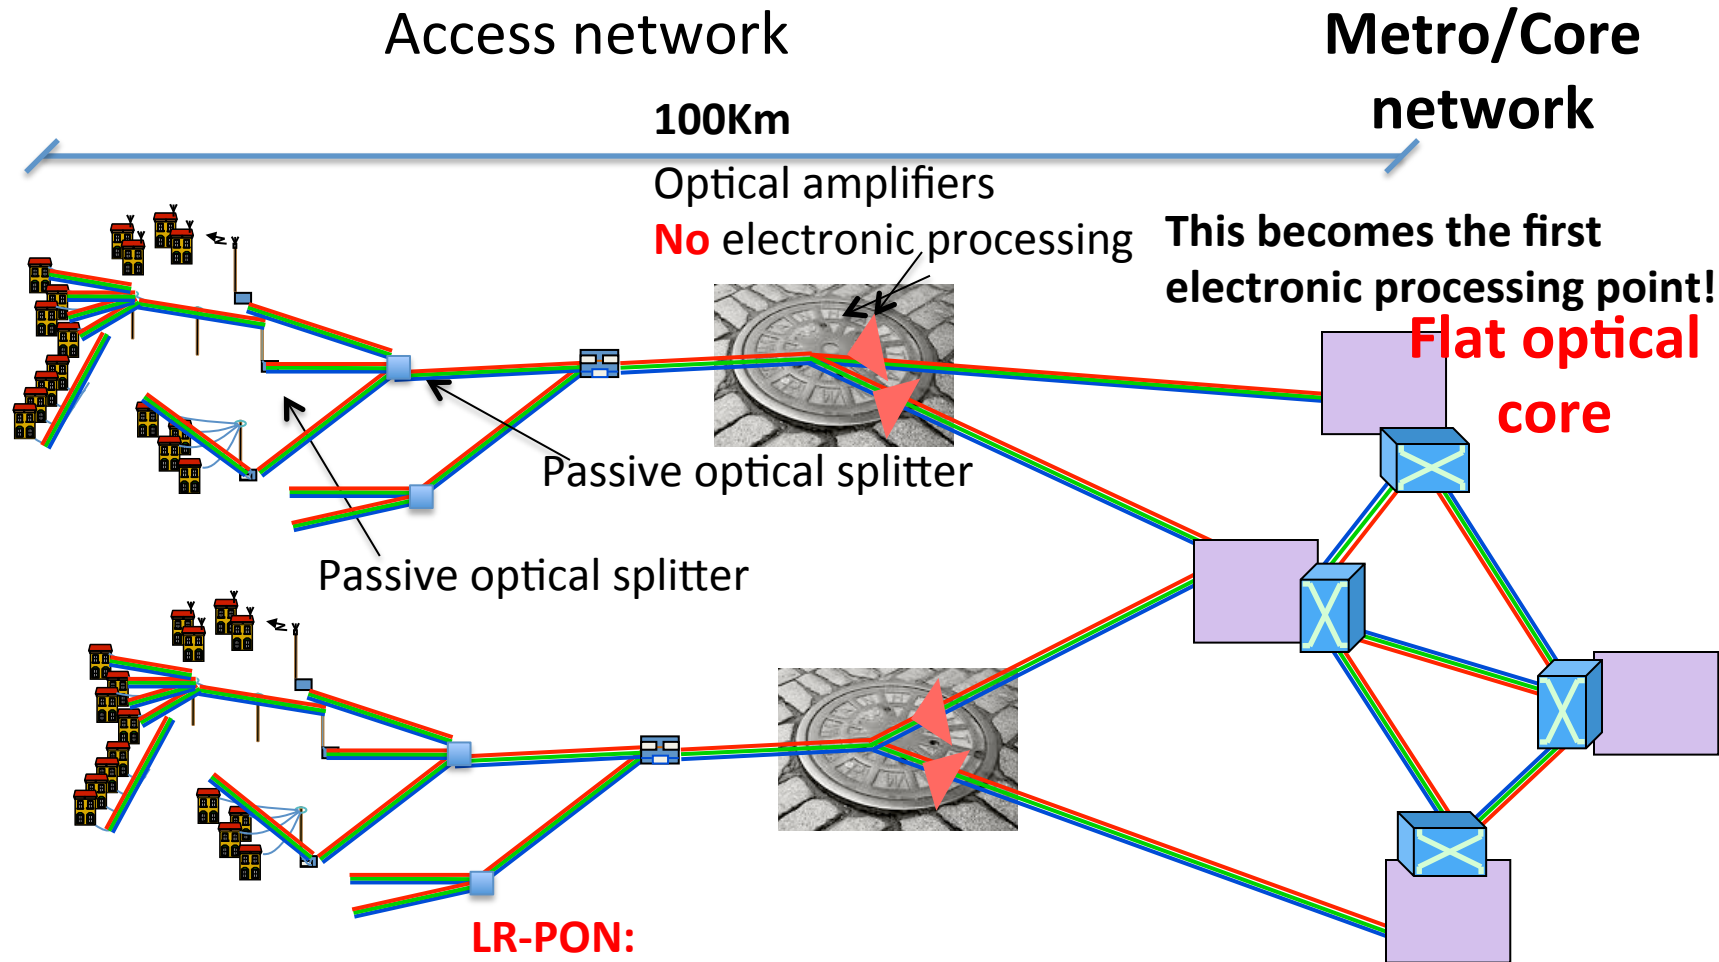 Access network
Metro/Core
network
100Km
Optical amplifiers
No electronic processing
This becomes the first
electronic processing point!
Flat optical
core
Passive optical splitter
Passive optical splitter
LR-PON: